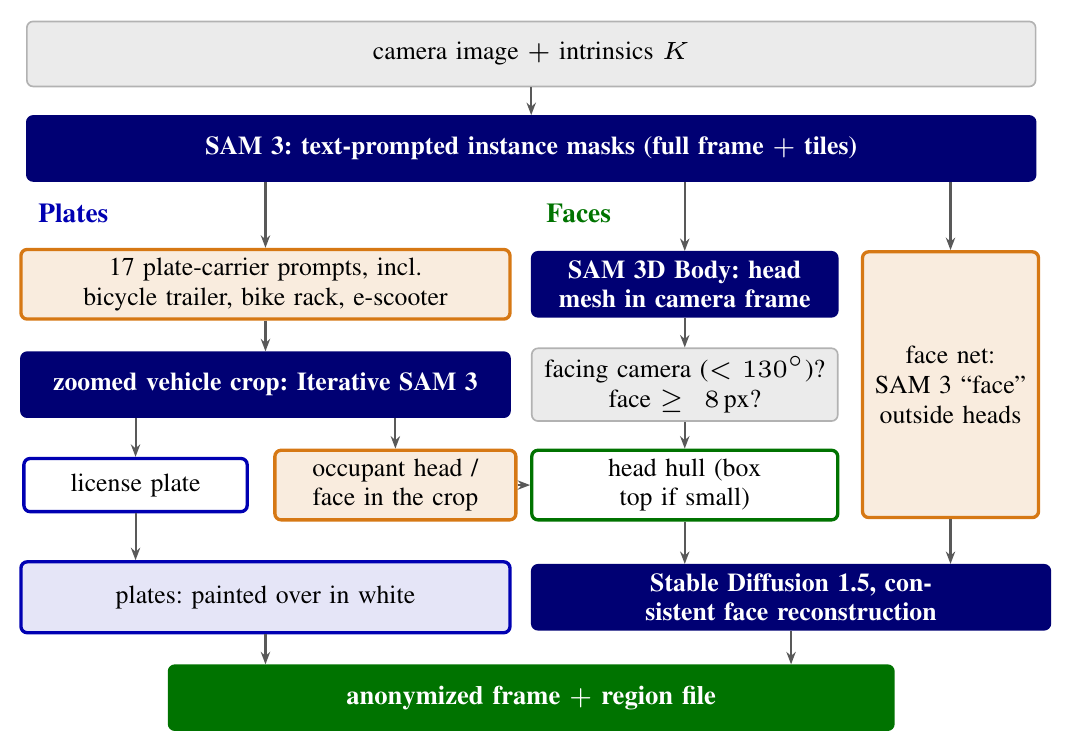 camera image + intrinsics K
SAM 3: text-prompted instance masks (full frame + tiles)
Plates
Faces
17 plate-carrier prompts, incl.
bicycle trailer, bike rack, e-scooter
SAM 3D Body: head
mesh in camera frame
face net:
SAM 3 “face”
outside heads
zoomed vehicle crop: Iterative SAM 3
facing camera (< 130°)?
face ≥ 8 px?
license plate
occupant head /
face in the crop
head hull (box
top if small)
plates: painted over in white
Stable Diffusion 1.5, con-
sistent face reconstruction
anonymized frame + region file